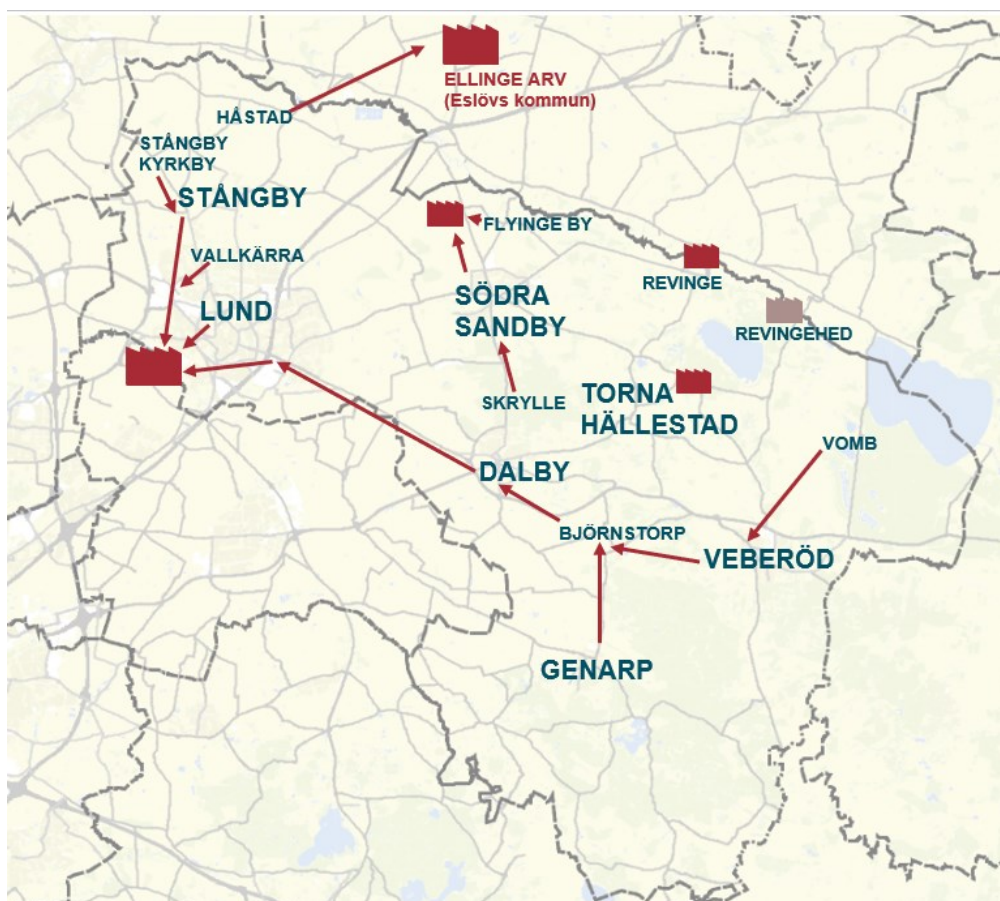 ELLINGE ARV
(Eslövs kommun)
HÅSTAD
STÅNGBY
KYRKBY
STÅNGBY
FLYINGE BY
VALLKÄRRA
REVINGE
SÖDRA
SANDBY
LUND
REVINGEHED
TORNA
HÄLLESTAD
SKRYLLE
VOMB
DALBY
BJÖRNSTORP
VEBERÖD
GENARP